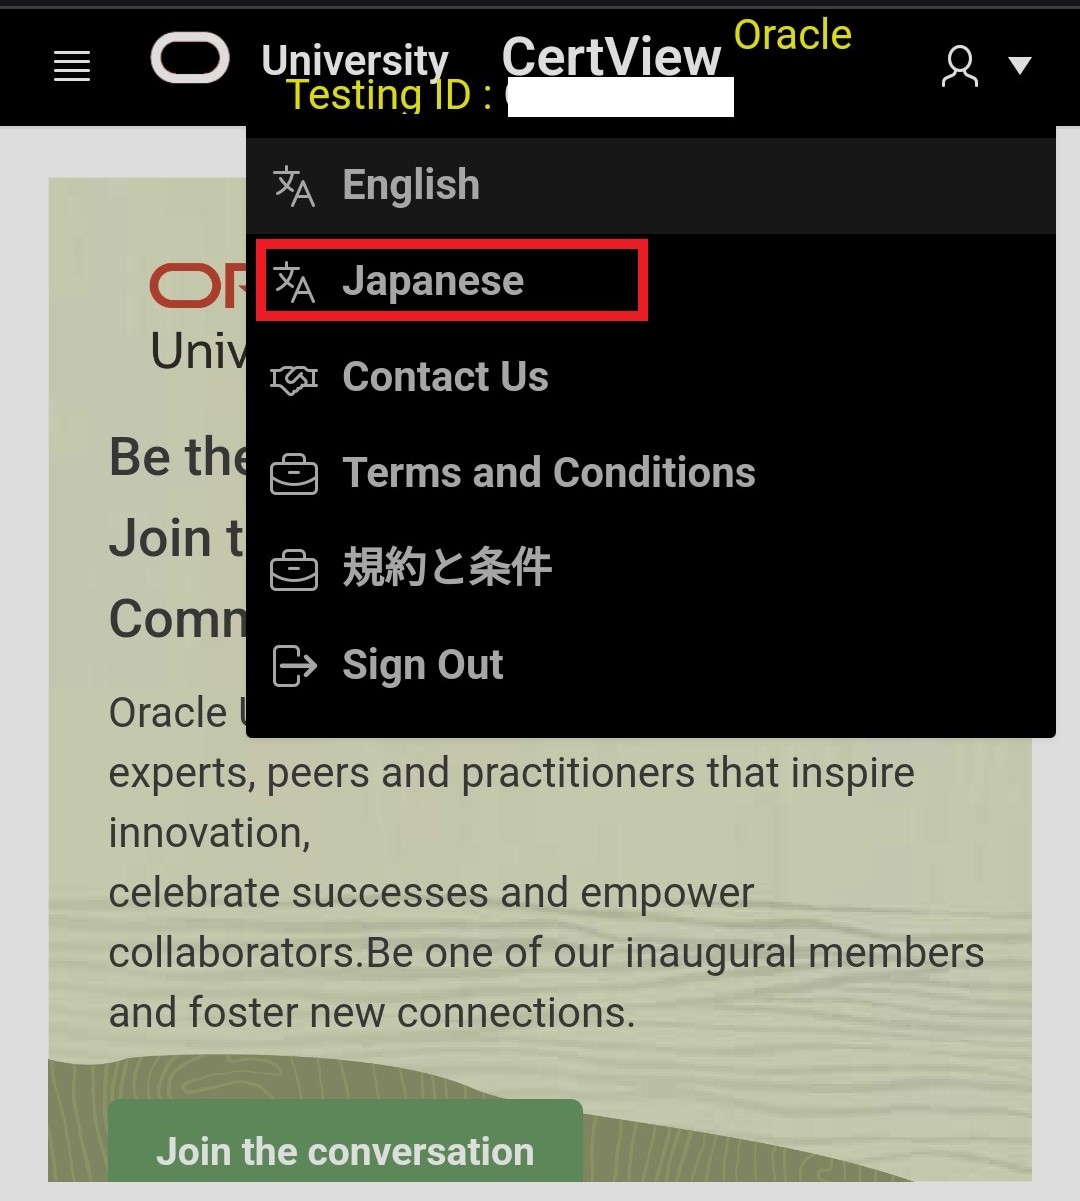 University CertView Oracle
Testing ID :
English
Japanese
Contact Us
Terms and Conditions
規約と条件
Sign Out
Univ
Be the
Join t
Comm
Oracle
experts, peers and practitioners that inspire
innovation,
celebrate successes and empower
collaborators.Be one of our inaugural members
and foster new connections.
Join the conversation